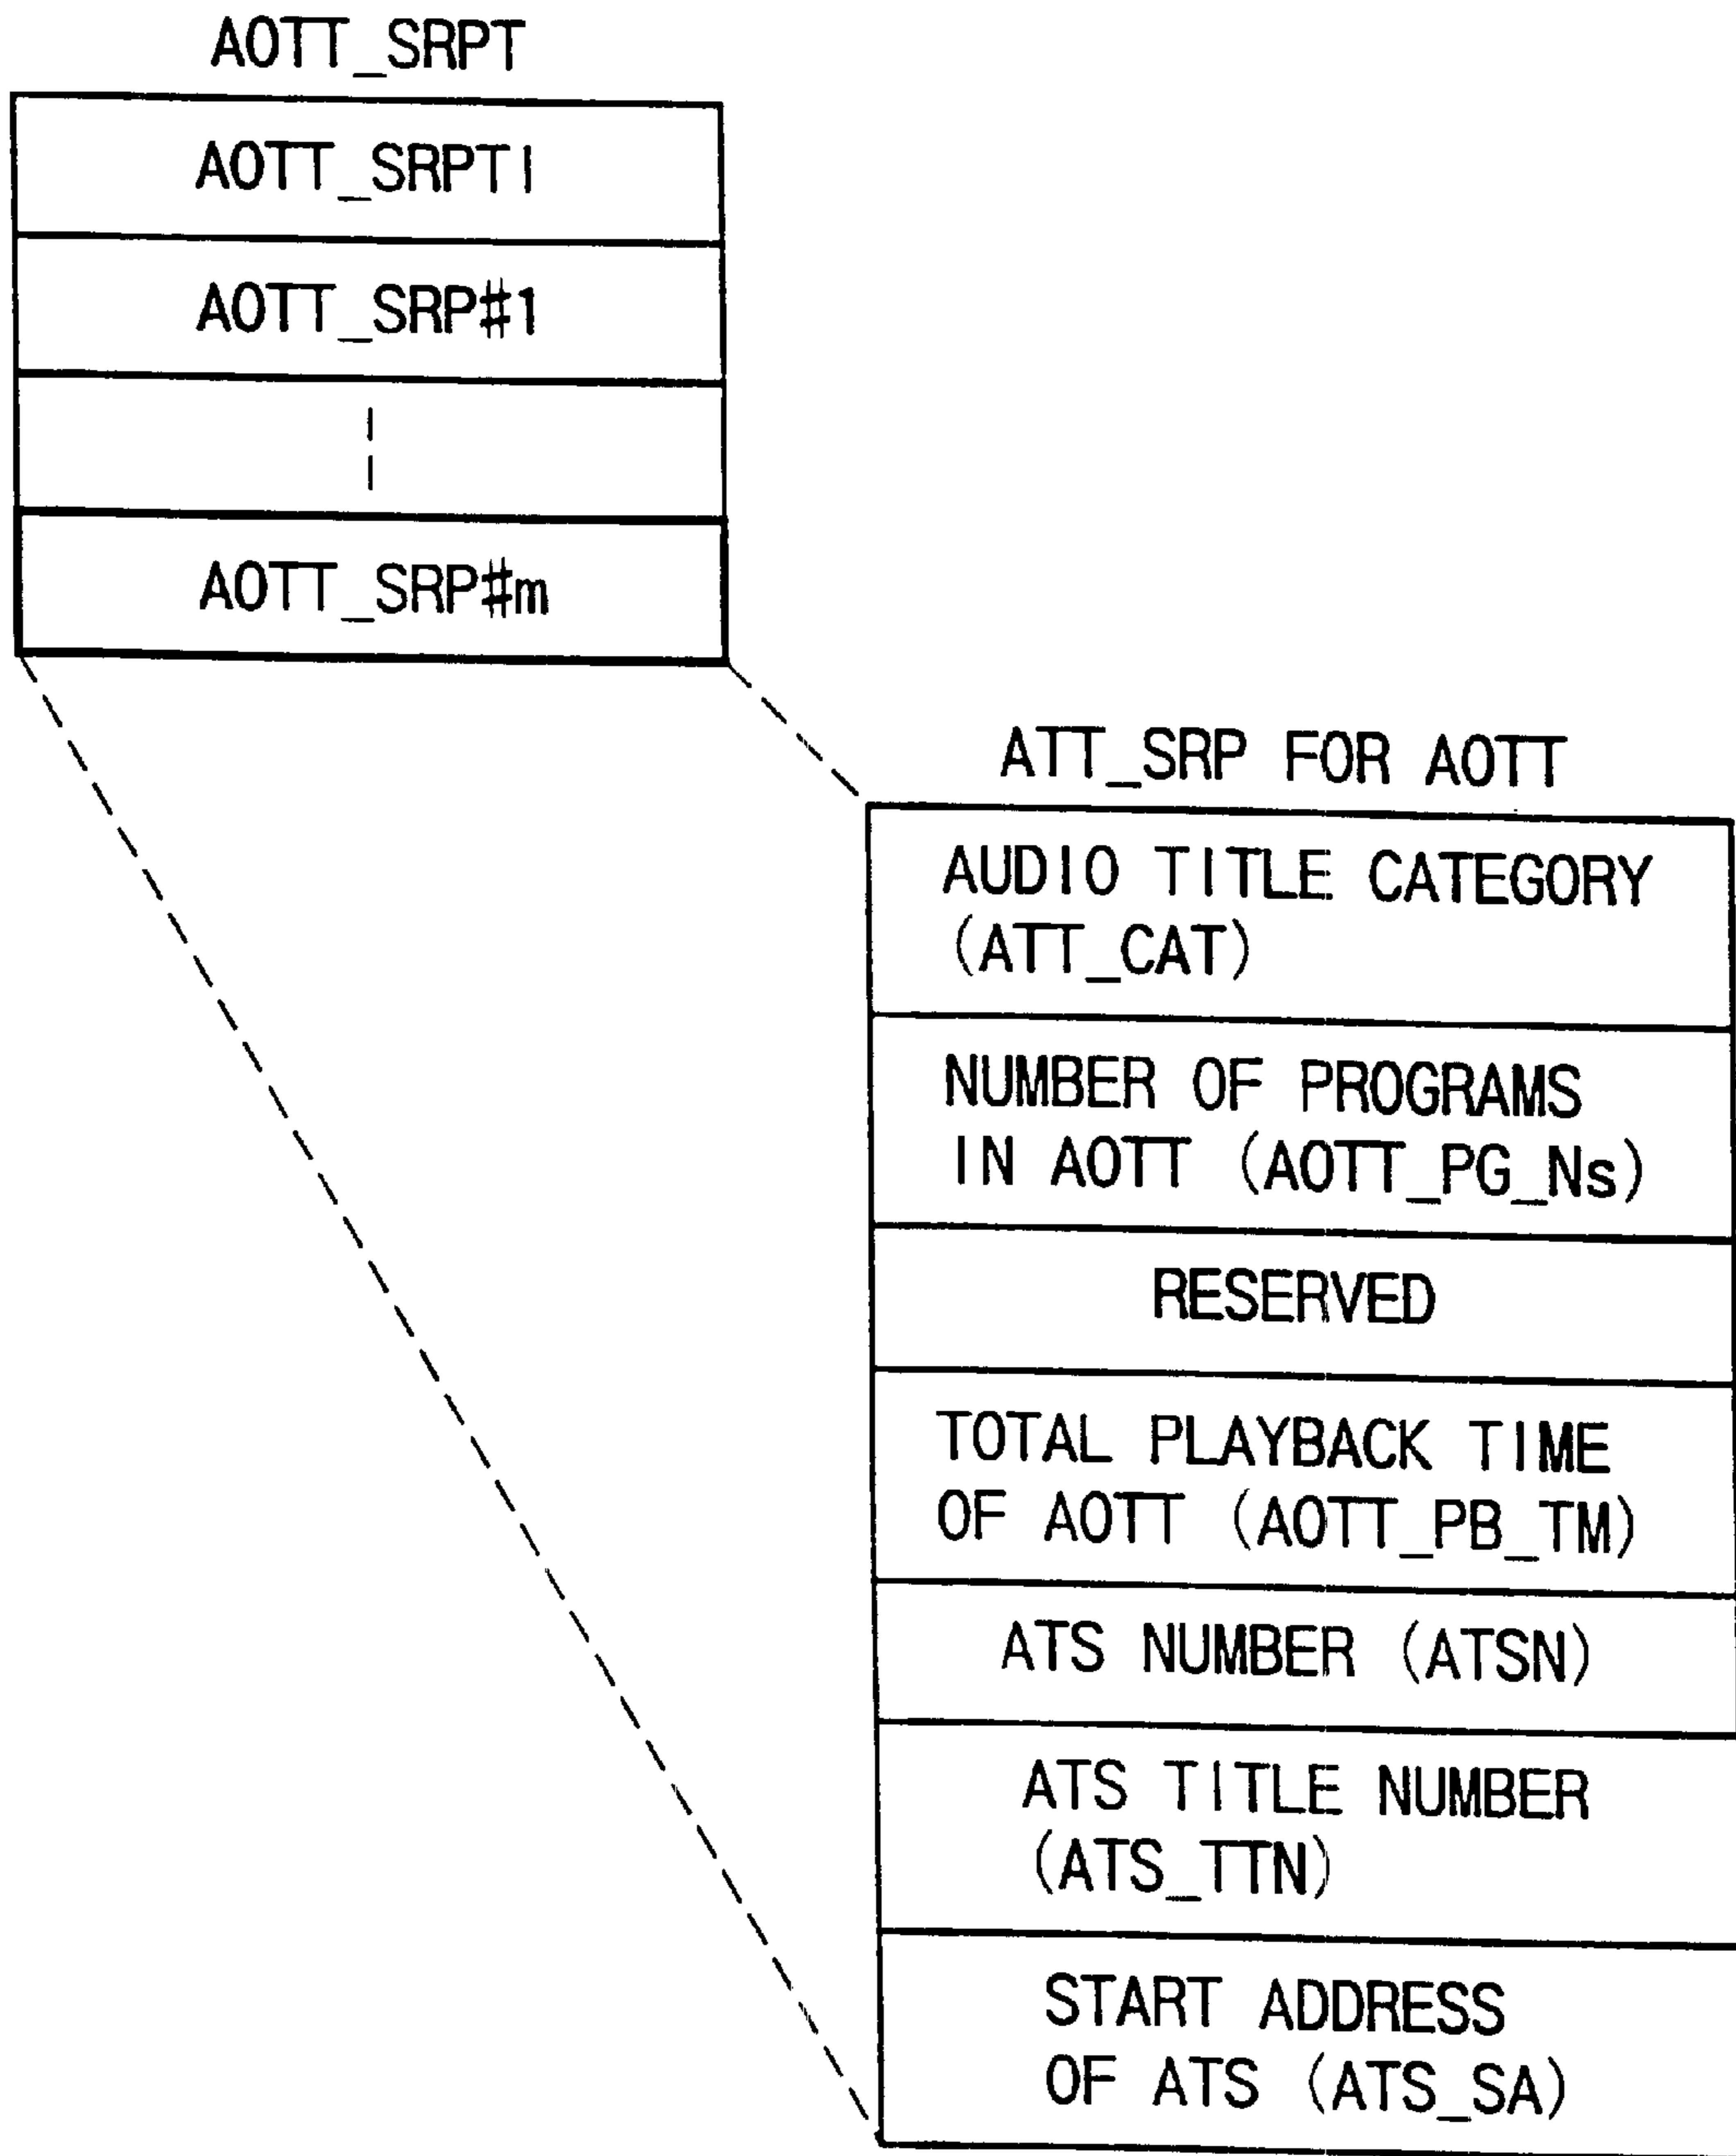 AOTT_SRPT
AOTT_SRPTI
AOTT_SRP#1
AOTT_SRP#m
ATT_SRP FOR AOTT
AUDIO TITLE CATEGORY
(ATT_CAT)
NUMBER OF PROGRAMS
IN AOTT (AOTT_PG_Ns)
RESERVED
TOTAL PLAYBACK TIME
OF AOTT (AOTT_PB_TM)
ATS NUMBER (ATSN)
ATS TITLE NUMBER
(ATS_TTN)
START ADDRESS
OF ATS (ATS_SA)